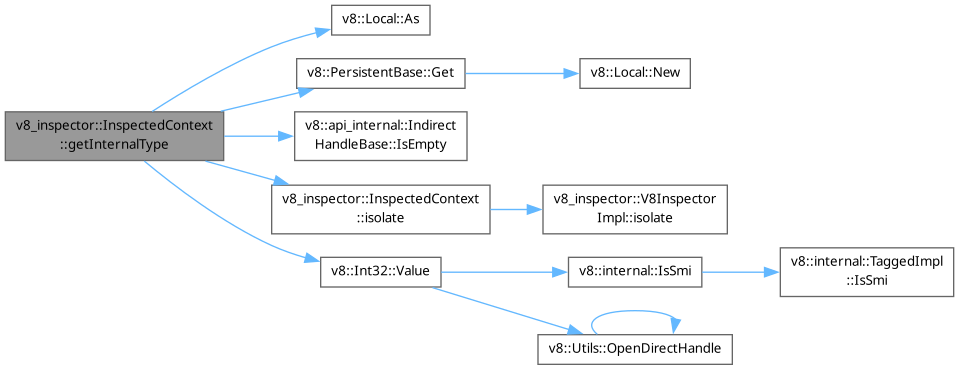 v8::Local::As
v8::PersistentBase::Get
v8::Local::New
v8_inspector::InspectedContext
::getInternalType
v8::api_internal::Indirect
HandleBase::IsEmpty
v8_inspector::InspectedContext
::isolate
v8_inspector::V8Inspector
Impl::isolate
v8::Int32::Value
v8::internal::IsSmi
v8::internal::TaggedImpl
::IsSmi
v8::Utils::OpenDirectHandle